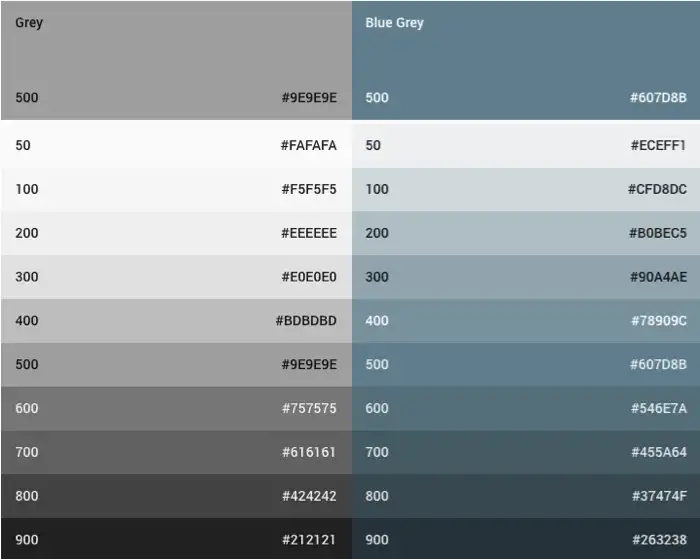 Grey
500 #9E9E9E
50 #FAFAFA
100 #F5F5F5
200 #EEEEEE
300 #E0E0E0
400 #BDBDBD
500 #9E9E9E
600 #757575
700 #616161
800 #424242
900 #212121
Blue Grey
500 #607D8B
50 #ECEFF1
100 #CFD8DC
200 #B0BEC5
300 #90A4AE
400 #78909C
500 #607D8B
600 #546E7A
700 #455A64
800 #37474F
900 #263238